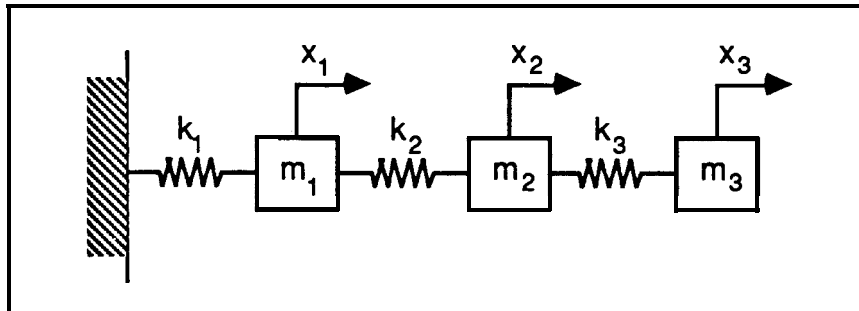 x₁ x₂ x₃
k₁ k₂ k₃
m₁ m₂ m₃